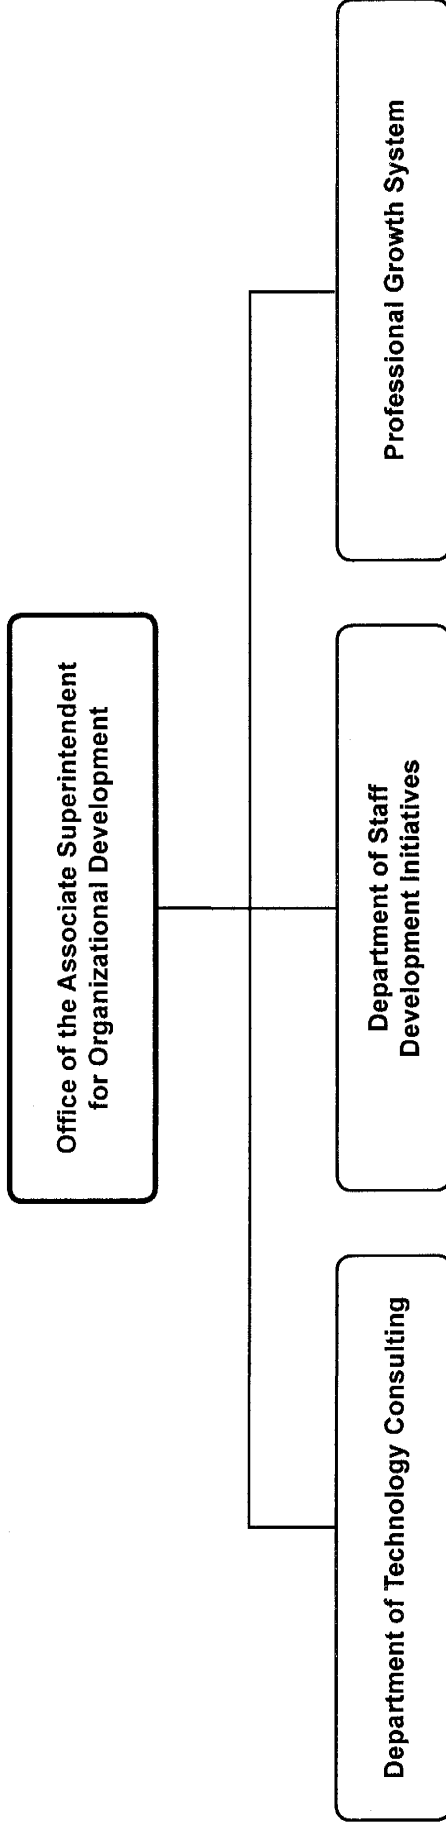 Office of the Associate Superintendent
for Organizational Development
Department of Technology Consulting
Department of Staff
Development Initiatives
Professional Growth System